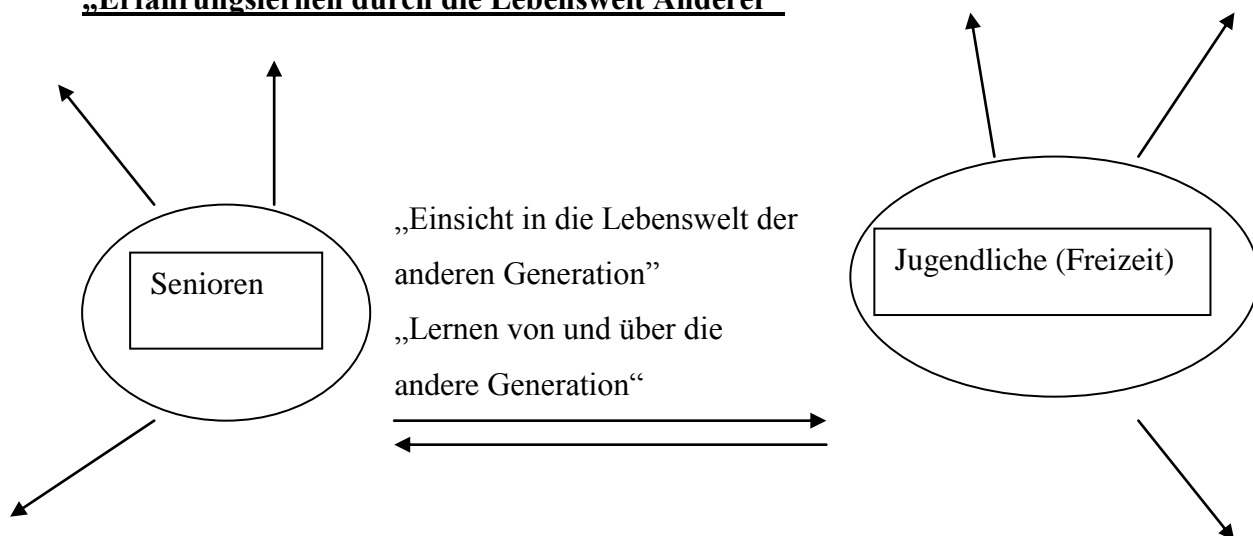 „Erfahrungslernen durch die Lebenswelt Anderer“
„Einsicht in die Lebenswelt der
anderen Generation”
„Lernen von und über die
andere Generation“
Senioren
Jugendliche (Freizeit)